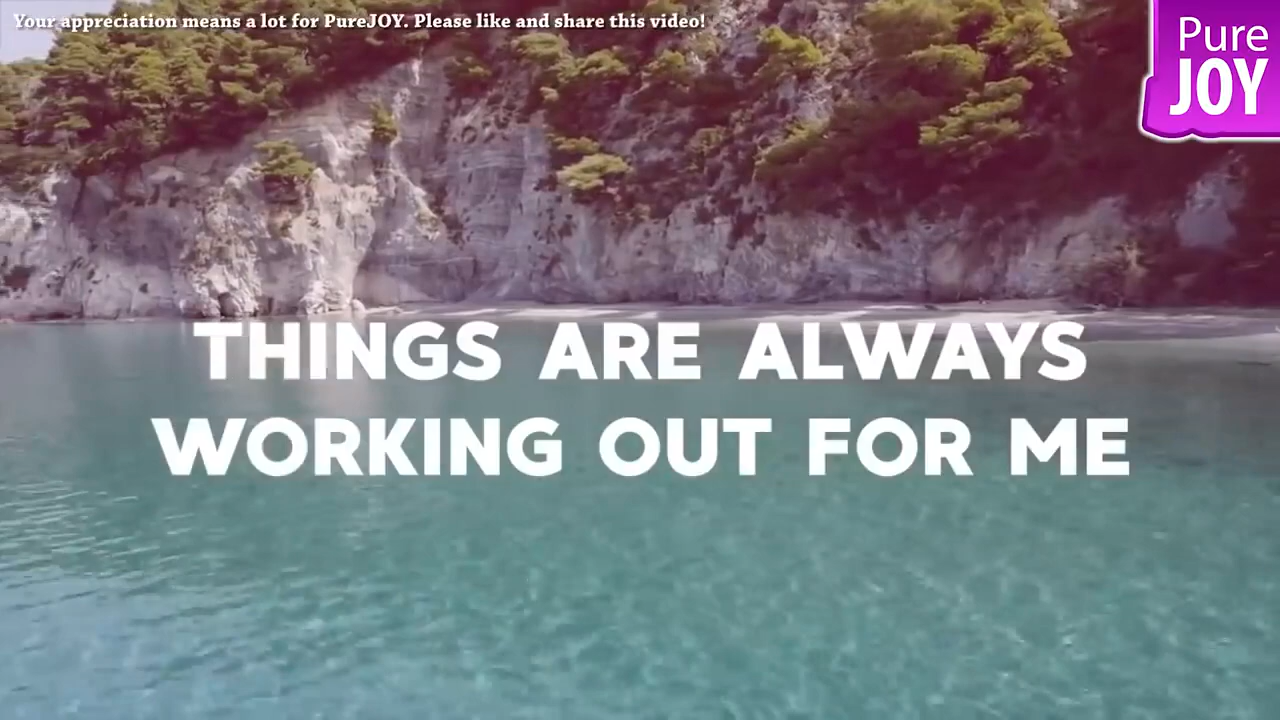 Your appreciation means a lot for PureJOY. Please like and share this video!
Pure
JOY
THINGS ARE ALWAYS
WORKING OUT FOR ME